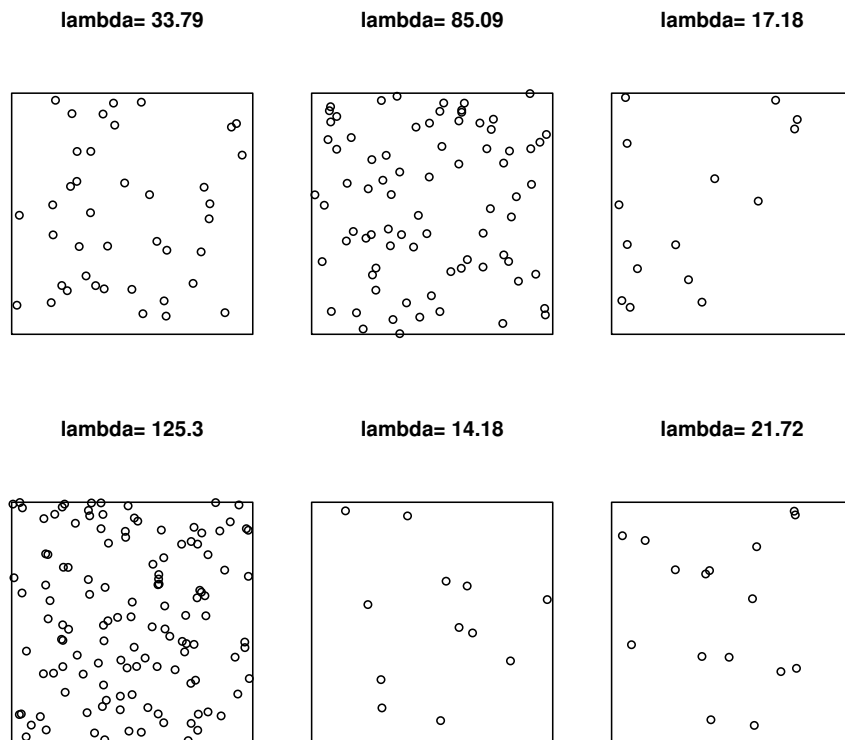 lambda= 33.79
lambda= 85.09
lambda= 17.18
lambda= 125.3
lambda= 14.18
lambda= 21.72